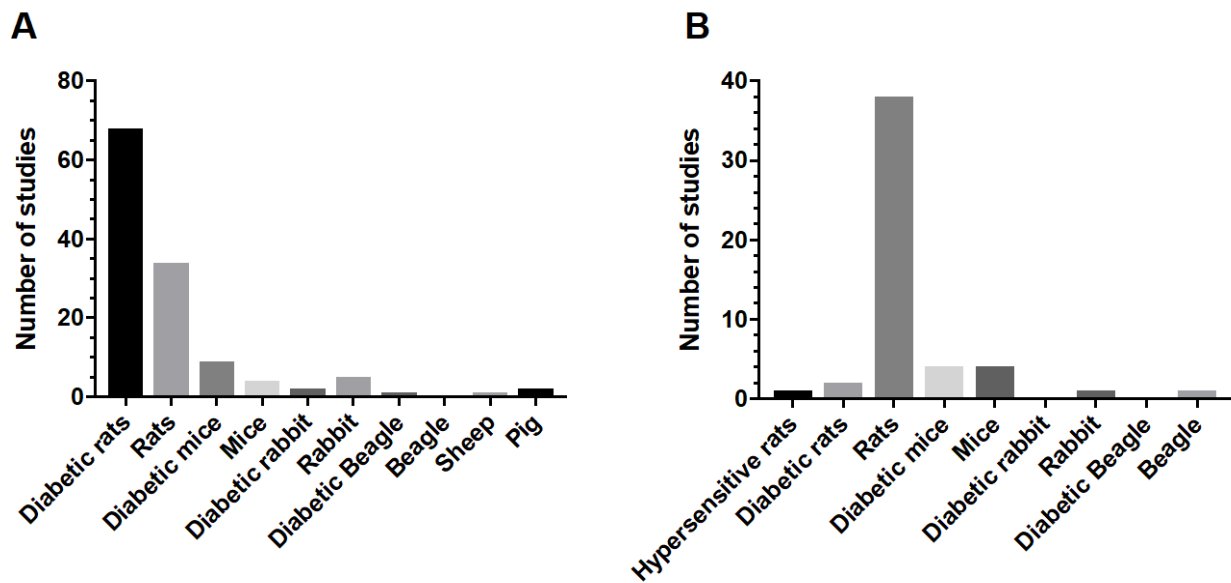 A
Number of studies
80
60
40
20
0
Diabetic rats
Rats
Diabetic mice
Mice
Diabetic rabbit
Rabbit
Diabetic Beagle
Beagle
Sheep
Pig
B
Number of studies
40
30
20
10
0
Hypersensitive rats
Diabetic rats
Rats
Diabetic mice
Mice
Diabetic rabbit
Rabbit
Diabetic Beagle
Beagle